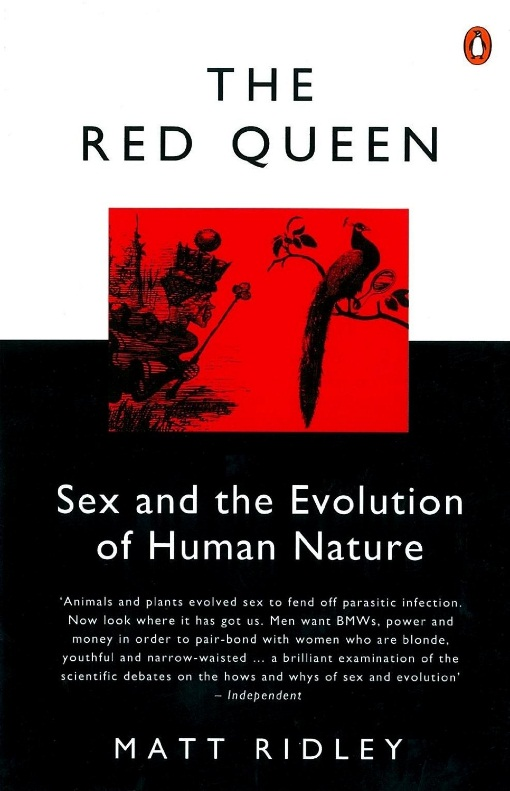 THE
RED QUEEN
Sex and the Evolution
of Human Nature
‘Animals and plants evolved sex to fend off parasitic infection.
Now look where it has got us. Men want BMWs, power and
money in order to pair-bond with women who are blonde,
youthful and narrow-waisted ... a brilliant examination of the
scientific debates on the hows and whys of sex and evolution’
– Independent
MATT RIDLEY